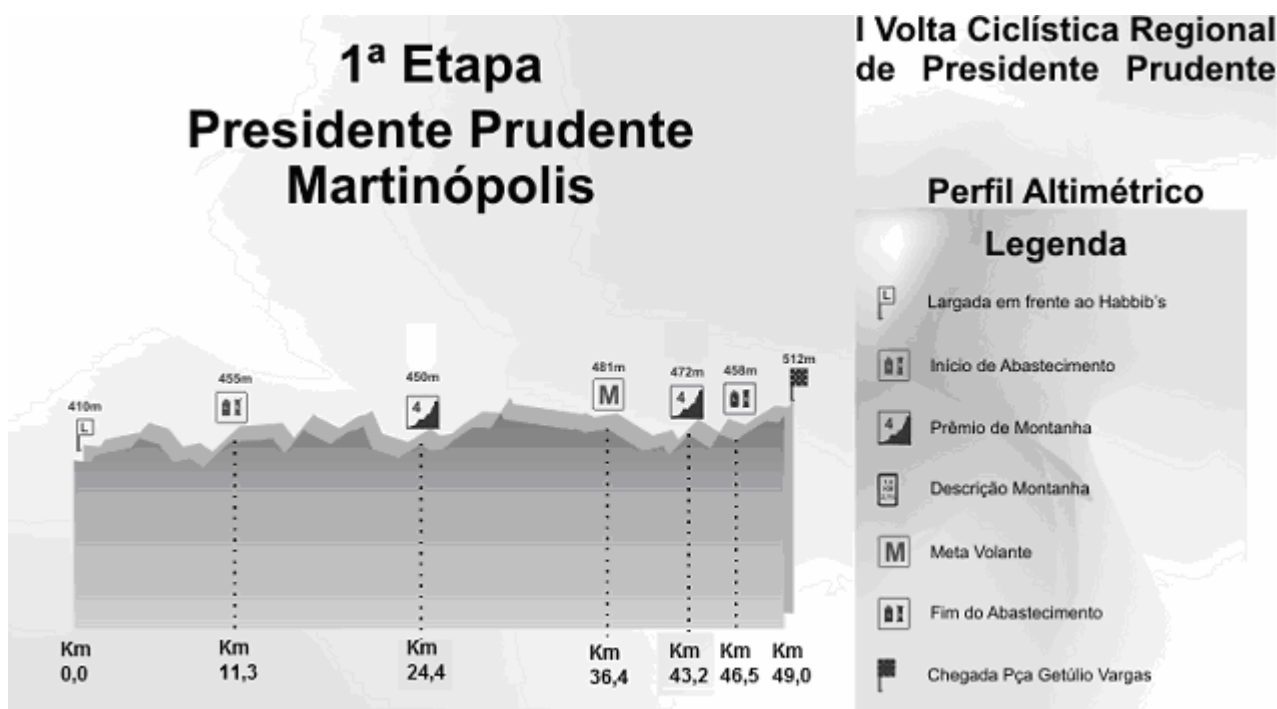 1ª Etapa
Presidente Prudente
Martinópolis
410m
L
455m
450m
4
481m
M
472m
4
458m
512m
Km
0,0
Km
11,3
Km
24,4
Km
36,4
Km
43,2
Km
46,5
Km
49,0
I Volta Ciclística Regional
de Presidente Prudente
Perfil Altimétrico
Legenda
L
Largada em frente ao Habbib's
Início de Abastecimento
4
Prêmio de Montanha
Descrição Montanha
M
Meta Volante
Fim do Abastecimento
Chegada Pça Getúlio Vargas